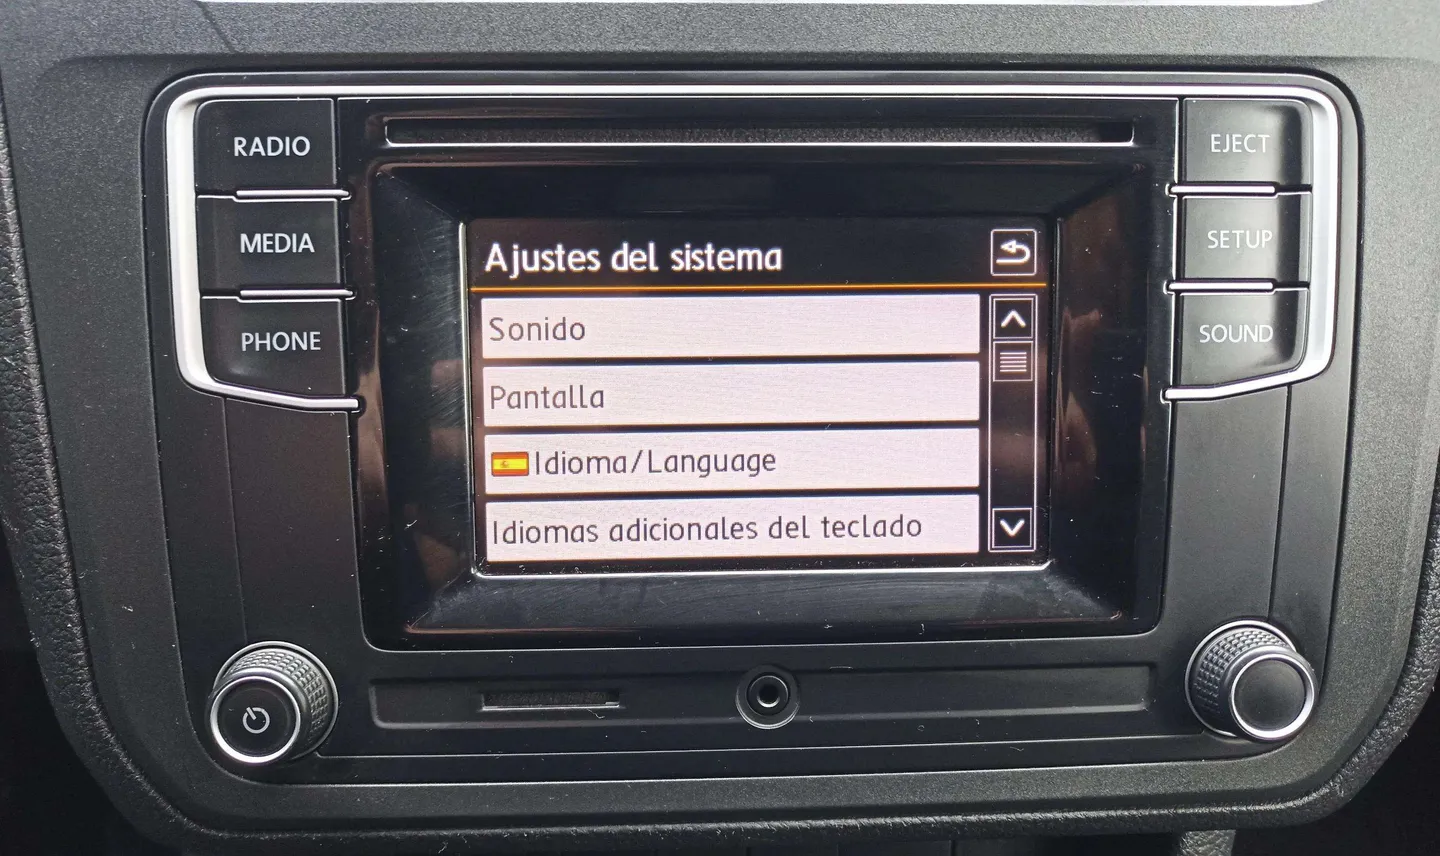 RADIO
MEDIA
PHONE
Ajustes del sistema
Sonido
Pantalla
Idioma/Language
Idiomas adicionales del teclado
EJECT
SETUP
SOUND